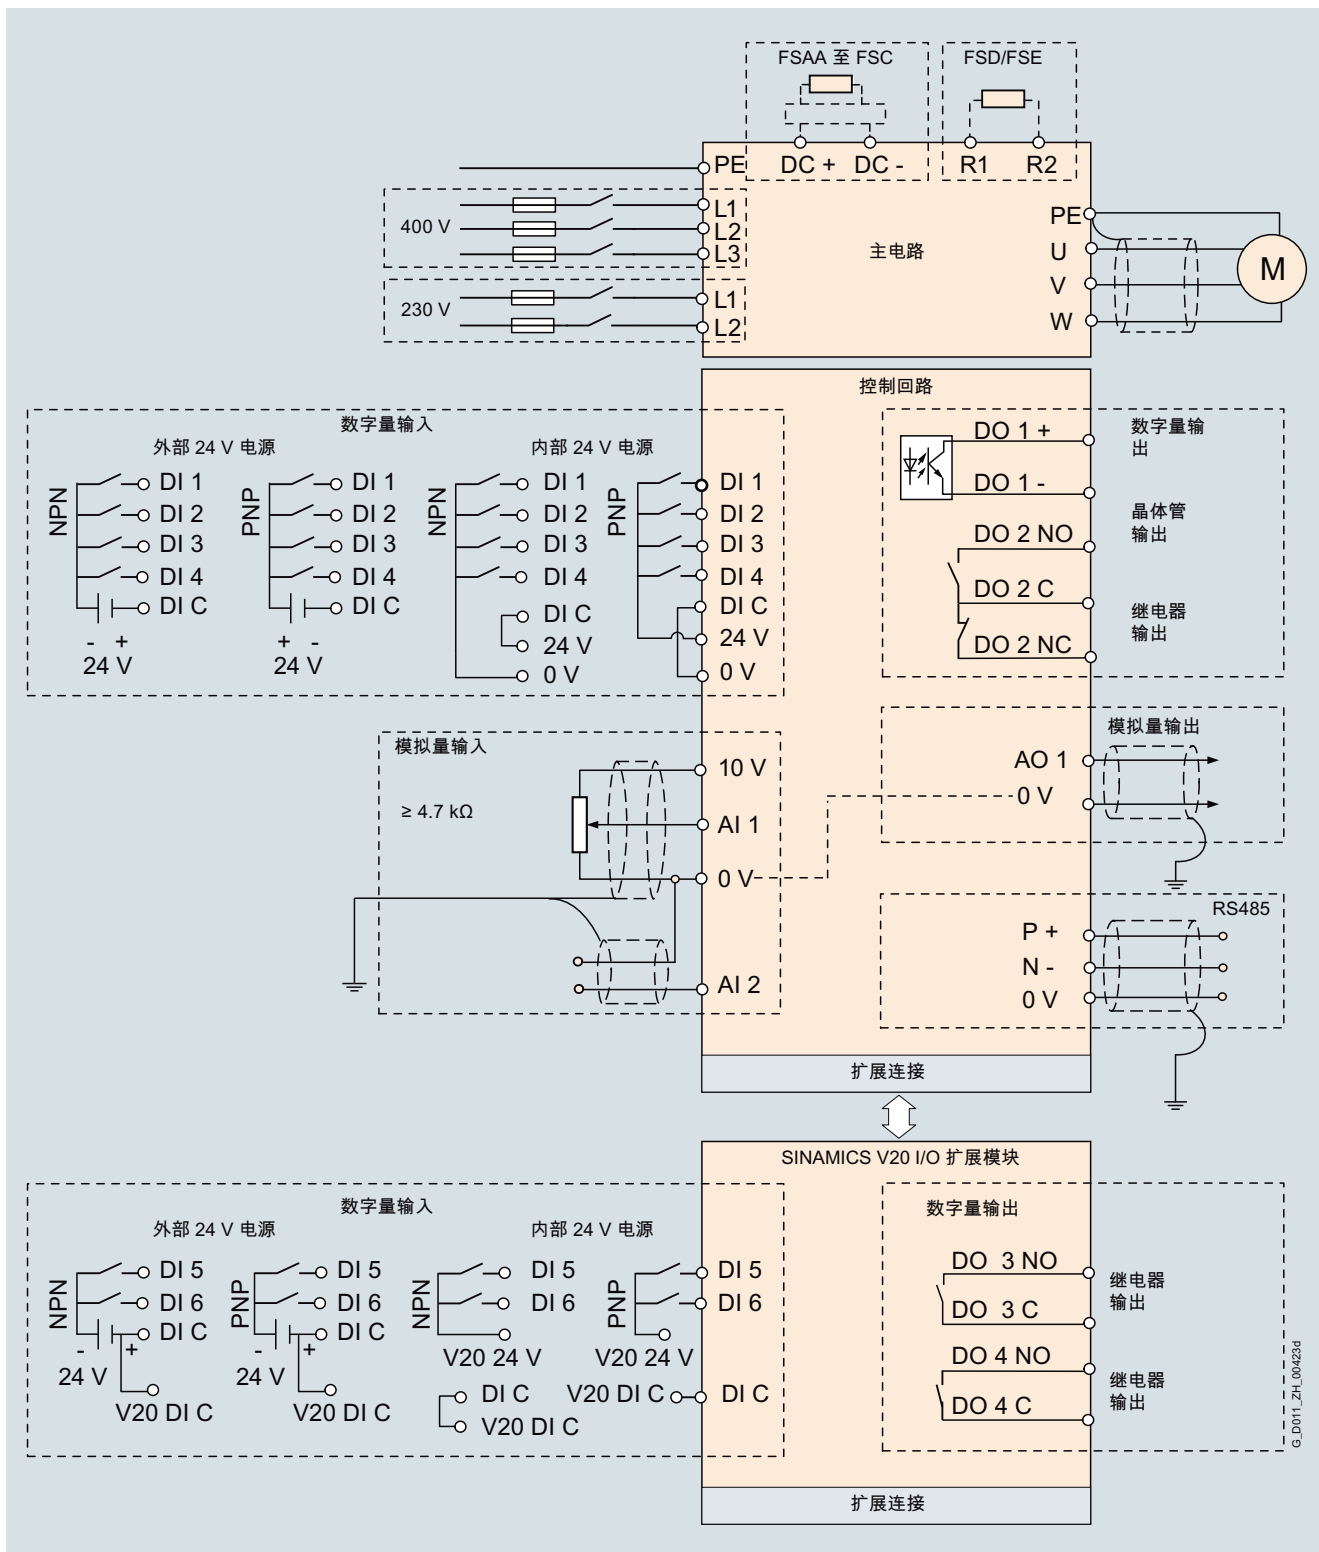 FSAA 至 FSC
FSD/FSE
PE
DC +
DC -
R1
R2
400 V
L1
L2
L3
230 V
L1
L2
主电路
PE
U
V
W
M
控制回路
数字量输入
外部 24 V 电源
内部 24 V 电源
NPN
DI 1
DI 2
DI 3
DI 4
DI C
- +
24 V
PNP
DI 1
DI 2
DI 3
DI 4
DI C
+ -
24 V
NPN
DI 1
DI 2
DI 3
DI 4
DI C
24 V
0 V
PNP
DI 1
DI 2
DI 3
DI 4
DI C
24 V
0 V
DO 1 +
DO 1 -
DO 2 NO
DO 2 C
DO 2 NC
数字量输
出
晶体管
输出
继电器
输出
模拟量输入
≥ 4.7 kΩ
10 V
AI 1
0 V
AI 2
模拟量输出
AO 1
0 V
RS485
P +
N -
0 V
扩展连接
SINAMICS V20 I/O 扩展模块
数字量输入
外部 24 V 电源
内部 24 V 电源
NPN
DI 5
DI 6
DI C
- +
24 V
V20 DI C
PNP
DI 5
DI 6
DI C
- +
24 V
V20 DI C
NPN
DI 5
DI 6
V20 24 V
DI C
V20 DI C
PNP
DI 5
DI 6
V20 24 V
V20 DI C
DI C
数字量输出
DO 3 NO
DO 3 C
DO 4 NO
DO 4 C
继电器
输出
继电器
输出
扩展连接
G_D011_ZH_00423d